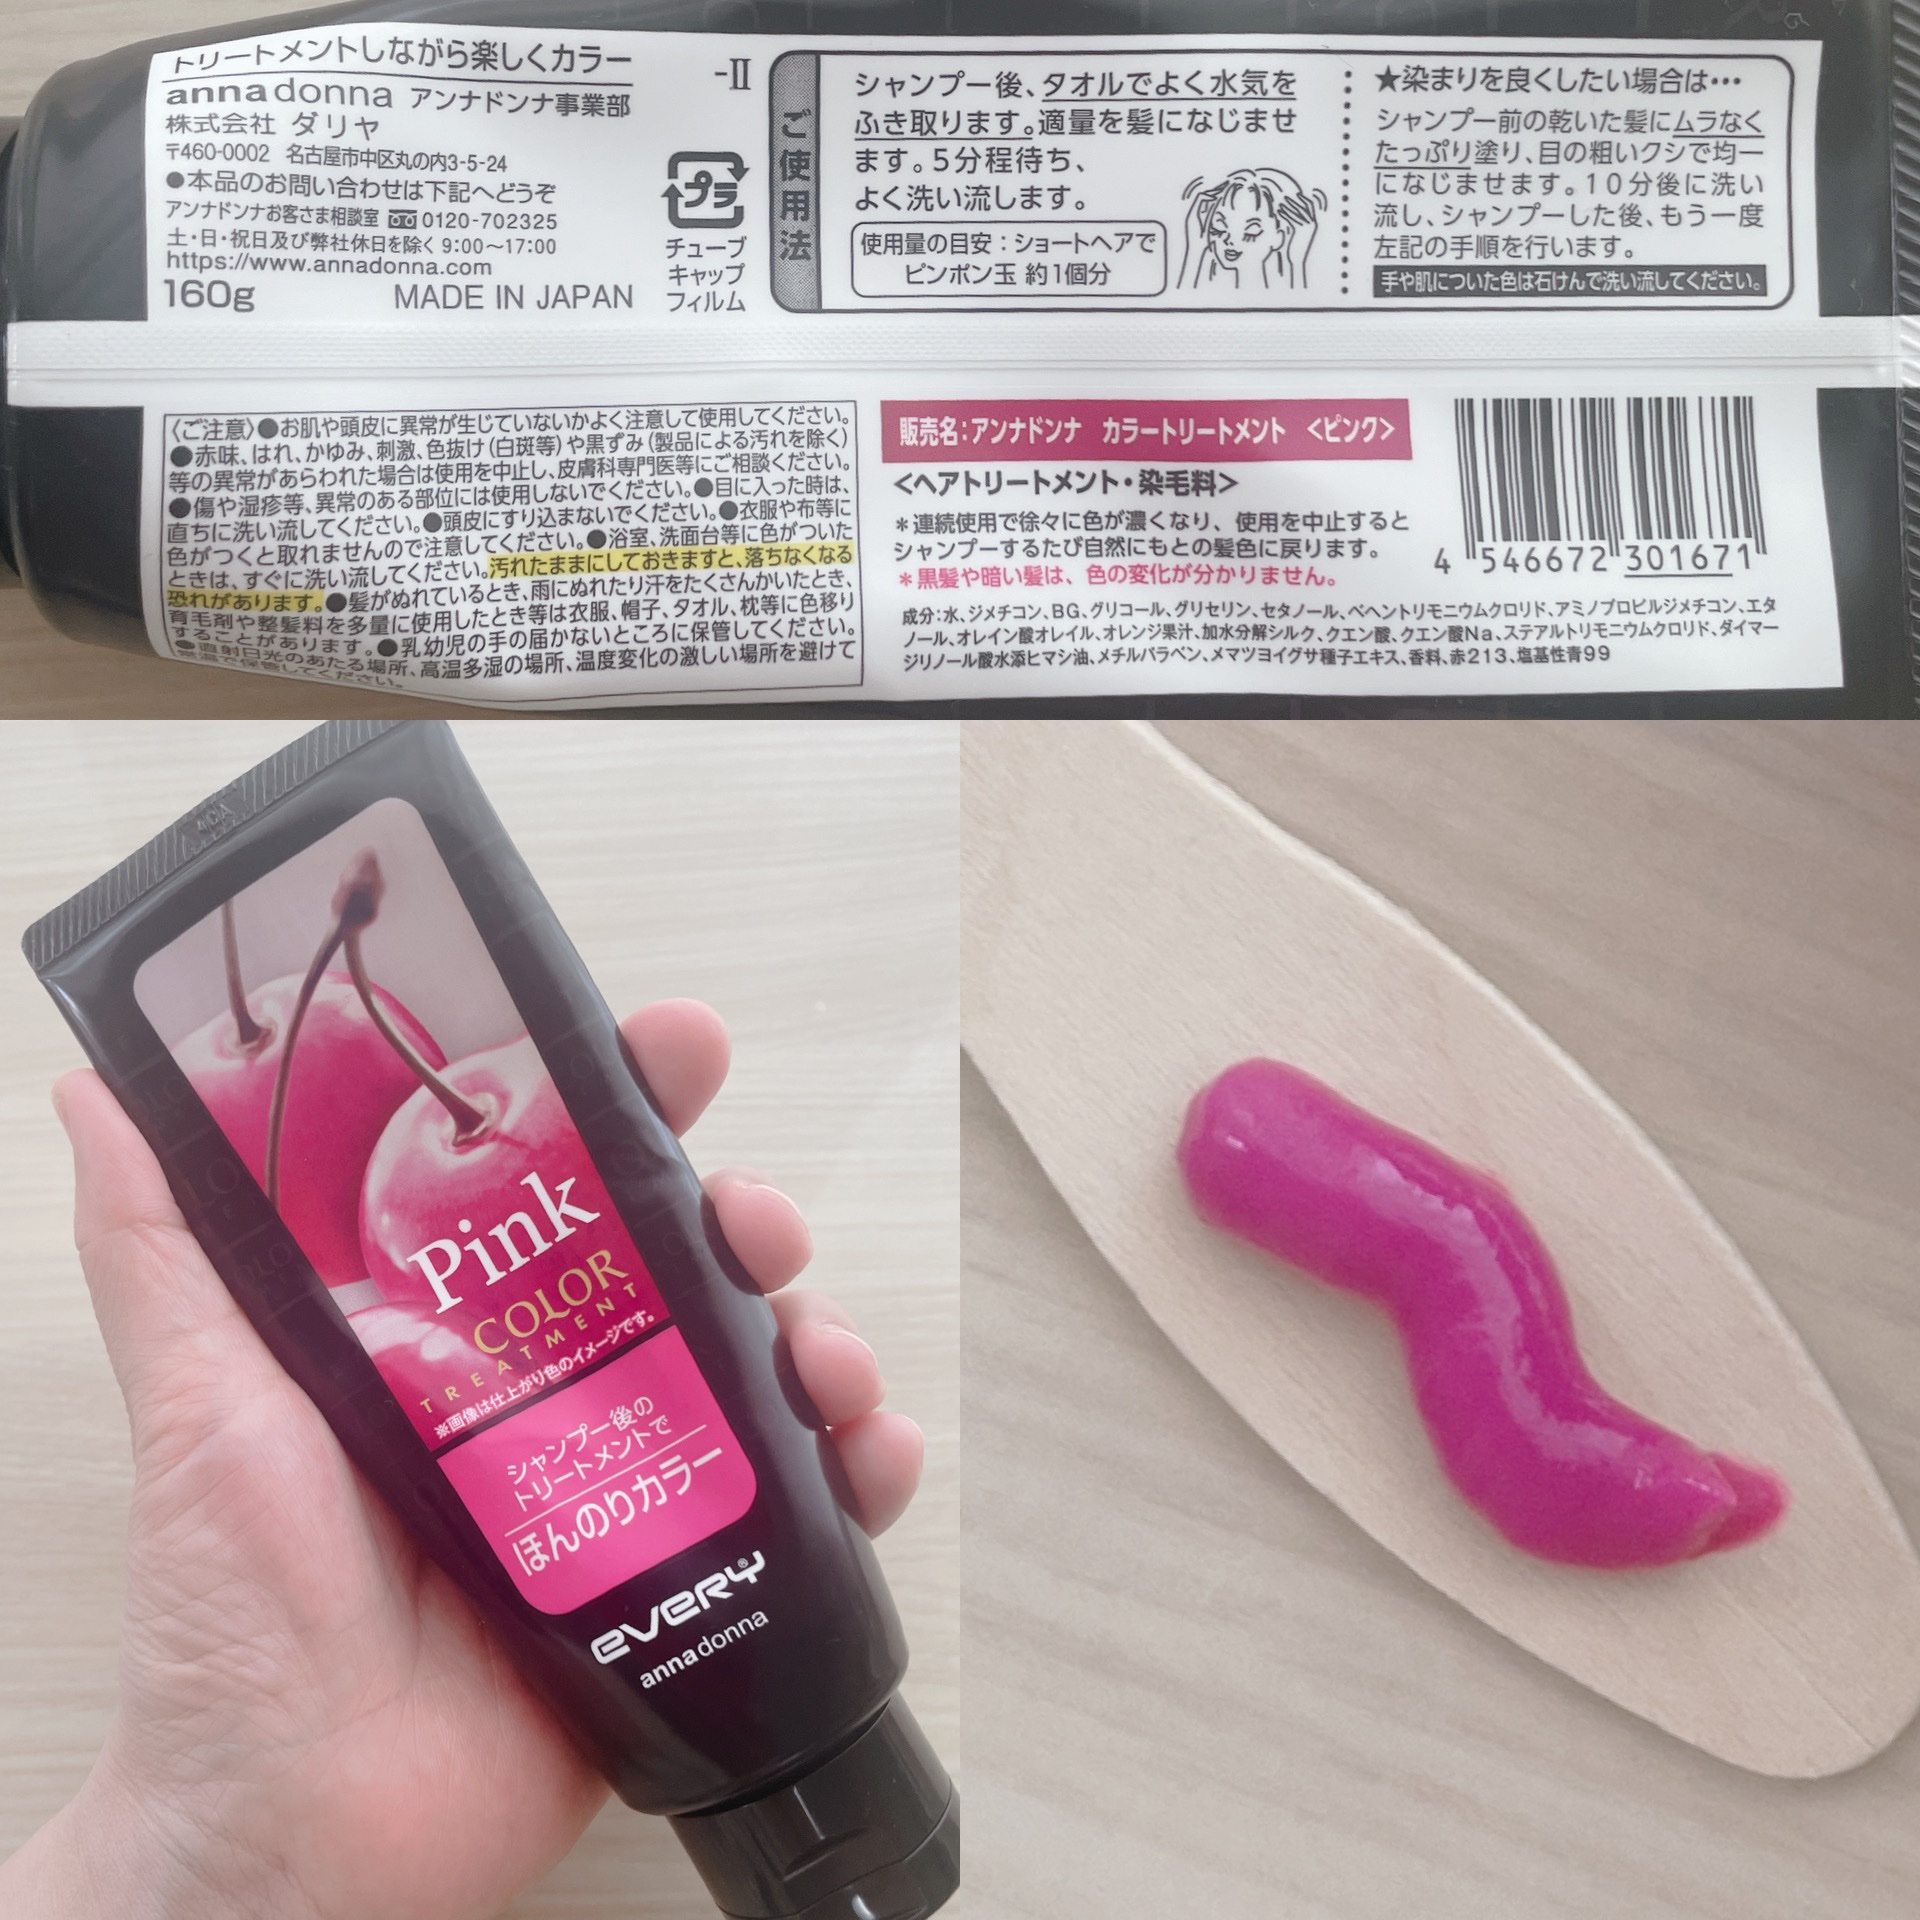 トリートメントしながら楽しくカラー
annadonna アンナドンナ事業部
株式会社 ダリヤ
〒460-0002 名古屋市中区丸の内3-5-24
●本品のお問い合わせは下記へどうぞ
アンナドンナお客さま相談室 0120-702325
土・日・祝日及び弊社休日を除く 9:00~17:00
https://www.annadonna.com
160g MADE IN JAPAN
-II
プラ
チューブ
キャップ
フィルム
ご使用法
シャンプー後、タオルでよく水気を
ふき取ります。適量を髪になじませ
ます。5分程待ち、
よく洗い流します。
使用量の目安:ショートヘアで
ピンポン玉 約1個分
★染まりを良くしたい場合は…
シャンプー前の乾いた髪にムラなく
たっぷり塗り、目の粗いクシで均一
になじませます。10分後に洗い
流し、シャンプーした後、もう一度
左記の手順を行います。
手や肌についた色は石けんで洗い流してください。
〈ご注意〉●お肌や頭皮に異常が生じていないかよく注意して使用してください。
●赤味、はれ、かゆみ、刺激、色抜け(白斑等)や黒ずみ(製品による汚れを除く)
等の異常があらわれた場合は使用を中止し、皮膚科専門医等にご相談ください。
●傷や湿疹等、異常のある部位には使用しないでください。●目に入った時は、
直ちに洗い流してください。●頭皮にすり込まないでください。●衣服や布等に
色がつくと取れませんので注意してください。●浴室、洗面台等に色がついた
ときは、すぐに洗い流してください。汚れたままにしておきますと、落ちなくなる
恐れがあります。●髪がぬれているとき、雨にぬれたり汗をたくさんかいたとき、
育毛剤や整髪料を多量に使用したとき等は衣服、帽子、タオル、枕等に色移り
することがあります。●乳幼児の手の届かないところに保管してください。
●直射日光のあたる場所、高温多湿の場所、温度変化の激しい場所を避けて
常温で保管してください。
販売名:アンナドンナ カラートリートメント <ピンク>
<ヘアトリートメント・染毛料>
*連続使用で徐々に色が濃くなり、使用を中止すると
シャンプーするたび自然にもとの髪色に戻ります。
*黒髪や暗い髪は、色の変化が分かりません。
成分:水、ジメチコン、BG、グリコール、グリセリン、セタノール、ベヘントリモニウムクロリド、アミノプロピルジメチコン、エタ
ノール、オレイン酸オレイル、オレンジ果汁、加水分解シルク、クエン酸、クエン酸Na、ステアルトリモニウムクロリド、ダイマー
ジリノール酸水添ヒマシ油、メチルパラベン、メマツヨイグサ種子エキス、香料、赤213、塩基性青99
4 546672 301671
Pink
COLOR
TREATMENT
※画像は仕上がり色のイメージです。
シャンプー後の
トリートメントで
ほんのりカラー
every®
annadonna